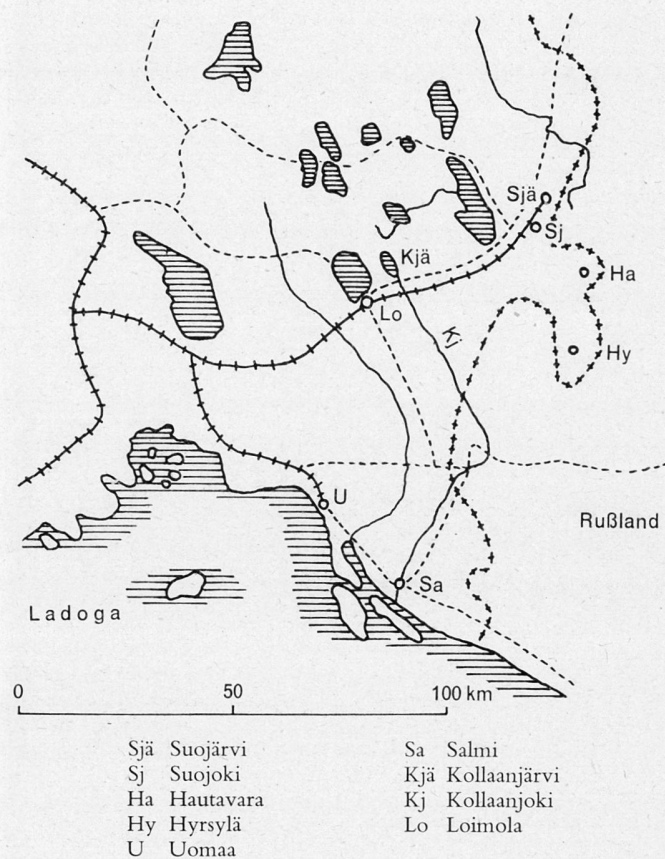 Sjä
Sj
Ha
Kjä
Lo
Kj
Hy
U
Rußland
Sa
Ladoga
0 50 100 km
Sjä Suojärvi
Sj Suojoki
Ha Hautavara
Hy Hyrsylä
U Uomaa
Sa Salmi
Kjä Kollaanjärvi
Kj Kollaanjoki
Lo Loimola